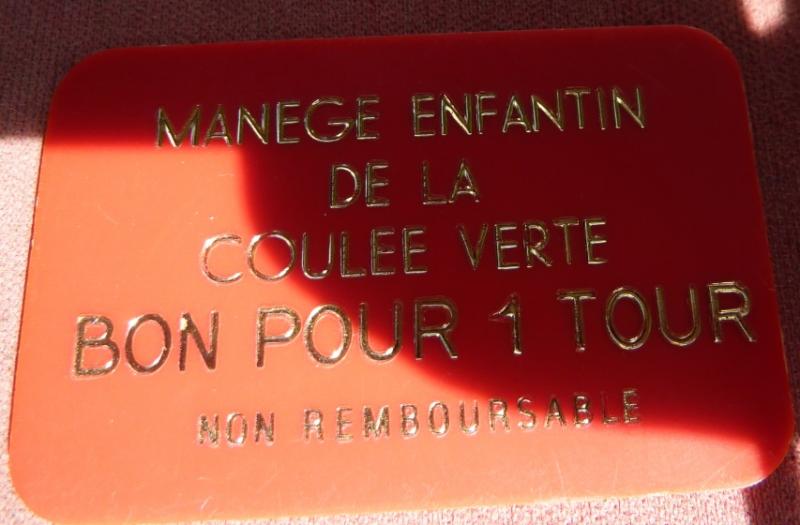 MANEGE ENFANTIN
DE LA
COULEE VERTE
BON POUR 1 TOUR
NON REMBOURSABLE